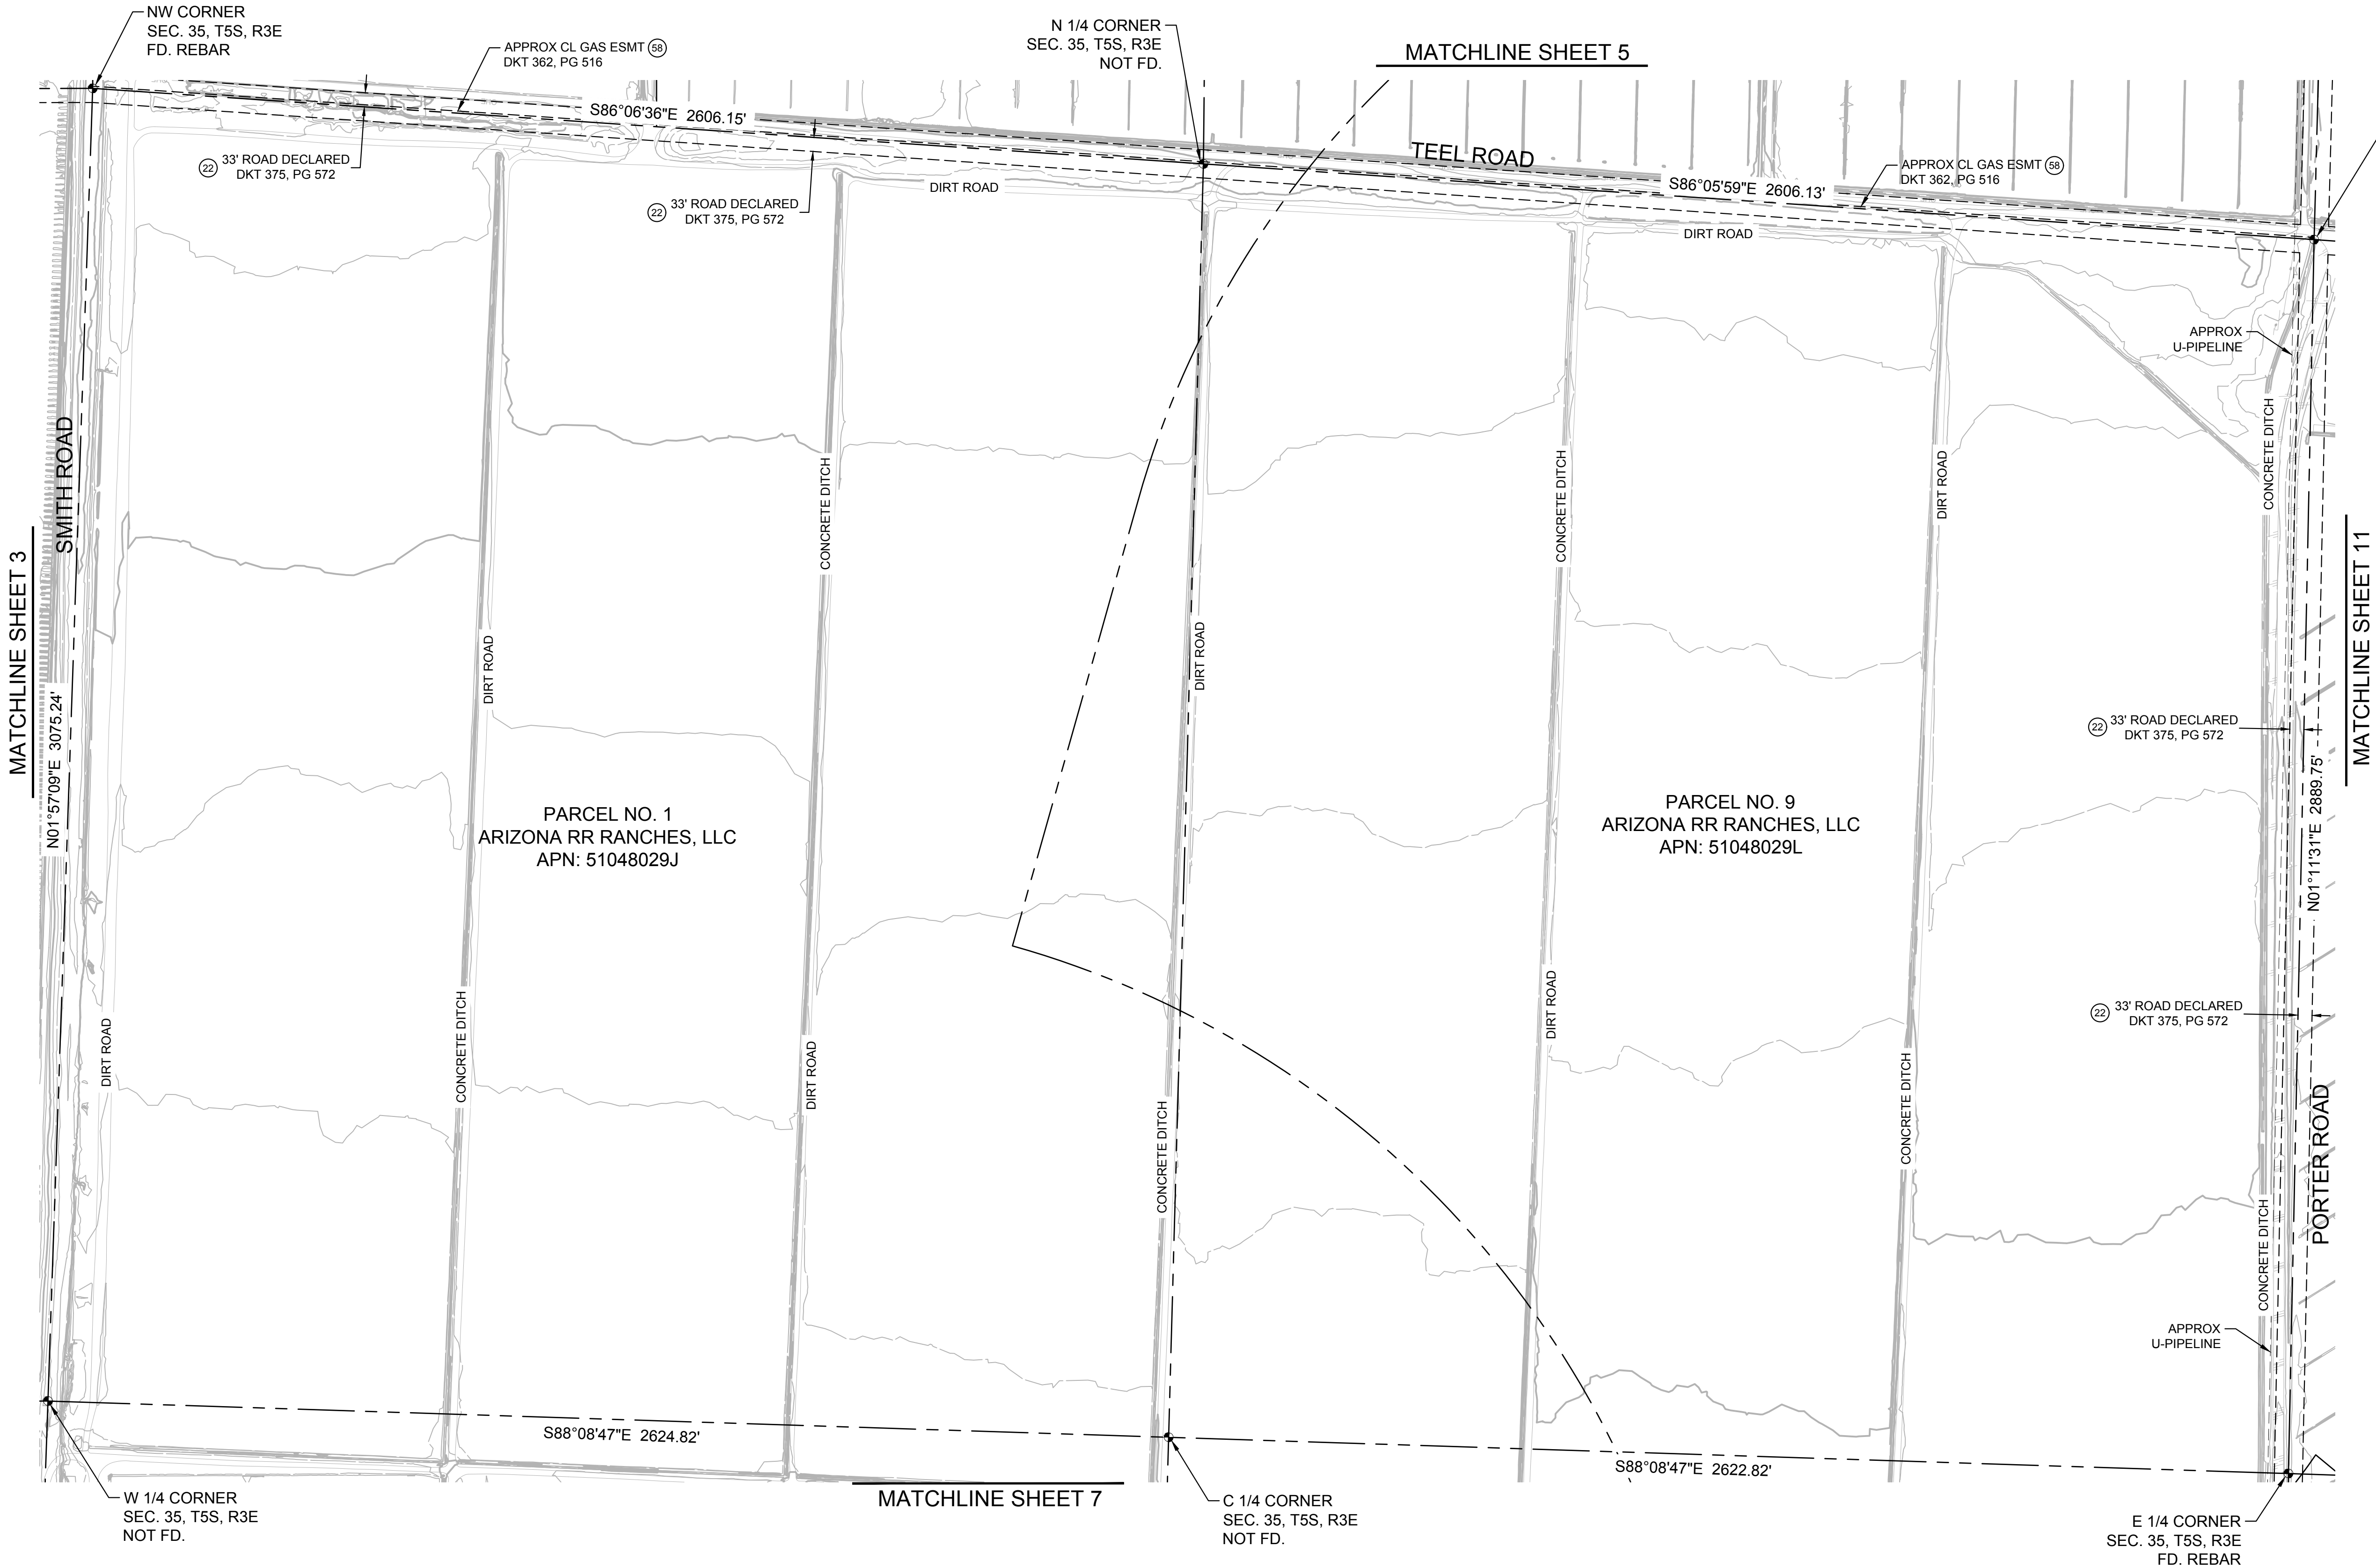 NW CORNER
SEC. 35, T5S, R3E
FD. REBAR
APPROX CL GAS ESMT 58
DKT 362, PG 516
N 1/4 CORNER
SEC. 35, T5S, R3E
NOT FD.
MATCHLINE SHEET 5
S86°06'36"E 2606.15'
22 33' ROAD DECLARED
DKT 375, PG 572
22 33' ROAD DECLARED
DKT 375, PG 572
DIRT ROAD
TEEL ROAD
S86°05'59"E 2606.13'
APPROX CL GAS ESMT 58
DKT 362, PG 516
DIRT ROAD
APPROX
U-PIPELINE
SMITH ROAD
MATCHLINE SHEET 3
N01°57'09"E 3075.24'
DIRT ROAD
DIRT ROAD
CONCRETE DITCH
CONCRETE DITCH
DIRT ROAD
PARCEL NO. 1
ARIZONA RR RANCHES, LLC
APN: 51048029J
DIRT ROAD
CONCRETE DITCH
CONCRETE DITCH
DIRT ROAD
PARCEL NO. 9
ARIZONA RR RANCHES, LLC
APN: 51048029L
DIRT ROAD
CONCRETE DITCH
CONCRETE DITCH
CONCRETE DITCH
22 33' ROAD DECLARED
DKT 375, PG 572
22 33' ROAD DECLARED
DKT 375, PG 572
N01°11'31"E 2889.75'
MATCHLINE SHEET 11
PORTER ROAD
APPROX
U-PIPELINE
S88°08'47"E 2624.82'
S88°08'47"E 2622.82'
W 1/4 CORNER
SEC. 35, T5S, R3E
NOT FD.
MATCHLINE SHEET 7
C 1/4 CORNER
SEC. 35, T5S, R3E
NOT FD.
E 1/4 CORNER
SEC. 35, T5S, R3E
FD. REBAR